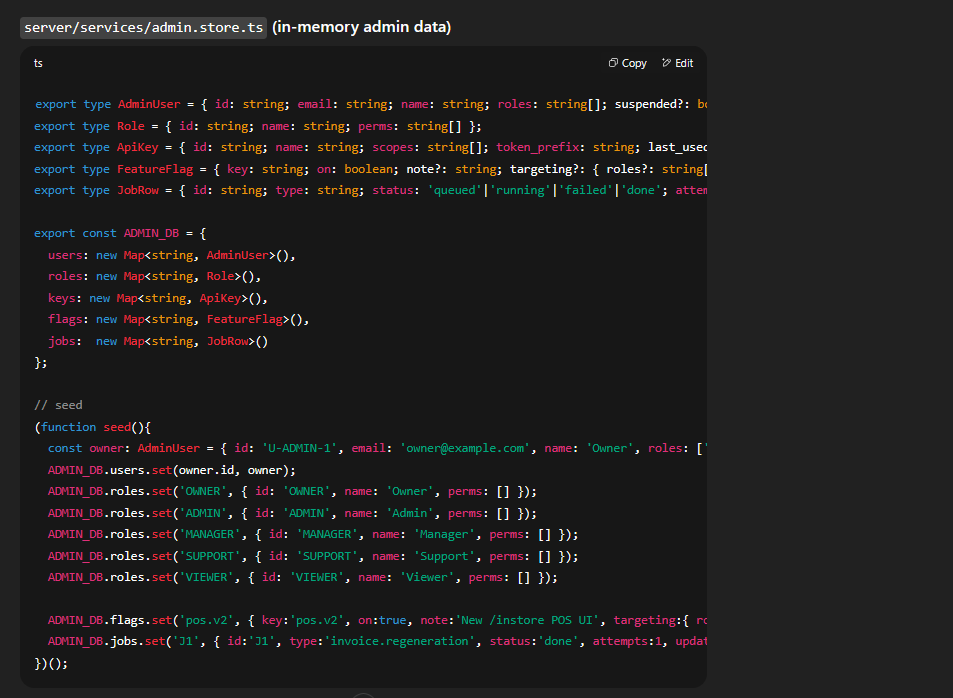 server/services/admin.store.ts (in-memory admin data)
ts
Copy
Edit
export type AdminUser = { id: string; email: string; name: string; roles: string[]; suspended?:
export type Role = { id: string; name: string; perms: string[] };
export type ApiKey = { id: string; name: string; scopes: string[]; token_prefix: string; last_used
export type FeatureFlag = { key: string; on: boolean; note?: string; targeting?: { roles?: string[
export type JobRow = { id: string; type: string; status: 'queued'|'running'|'failed'|'done';
export const ADMIN_DB = {
users: new Map<string, AdminUser>(),
roles: new Map<string, Role>(),
keys: new Map<string, ApiKey>(),
flags: new Map<string, FeatureFlag>(),
jobs:  new Map<string, JobRow>()
};
// seed
(function seed(){
const owner: AdminUser = { id: 'U-ADMIN-1', email: 'owner@example.com', name: 'Owner', roles: ['
ADMIN_DB.users.set(owner.id, owner);
ADMIN_DB.roles.set('OWNER', { id: 'OWNER', name: 'Owner', perms: [] });
ADMIN_DB.roles.set('ADMIN', { id: 'ADMIN', name: 'Admin', perms: [] });
ADMIN_DB.roles.set('MANAGER', { id: 'MANAGER', name: 'Manager', perms: [] });
ADMIN_DB.roles.set('SUPPORT', { id: 'SUPPORT', name: 'Support', perms: [] });
ADMIN_DB.roles.set('VIEWER', { id: 'VIEWER', name: 'Viewer', perms: [] });
ADMIN_DB.flags.set('pos.v2', { key:'pos.v2', on:true, note:'New /instore POS UI', targeting:{
ADMIN_DB.jobs.set('J1', { id:'J1', type:'invoice.regeneration', status:'done', attempts:1,
})();